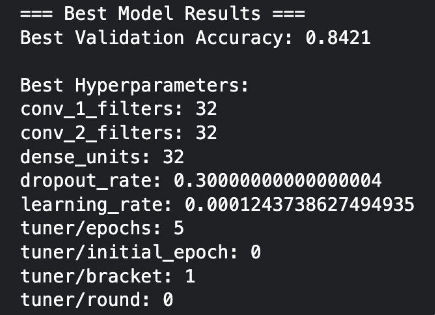 === Best Model Results ===
Best Validation Accuracy: 0.8421
Best Hyperparameters:
conv_1_filters: 32
conv_2_filters: 32
dense_units: 32
dropout_rate: 0.30000000000000004
learning_rate: 0.0001243738627494935
tuner/epochs: 5
tuner/initial_epoch: 0
tuner/bracket: 1
tuner/round: 0